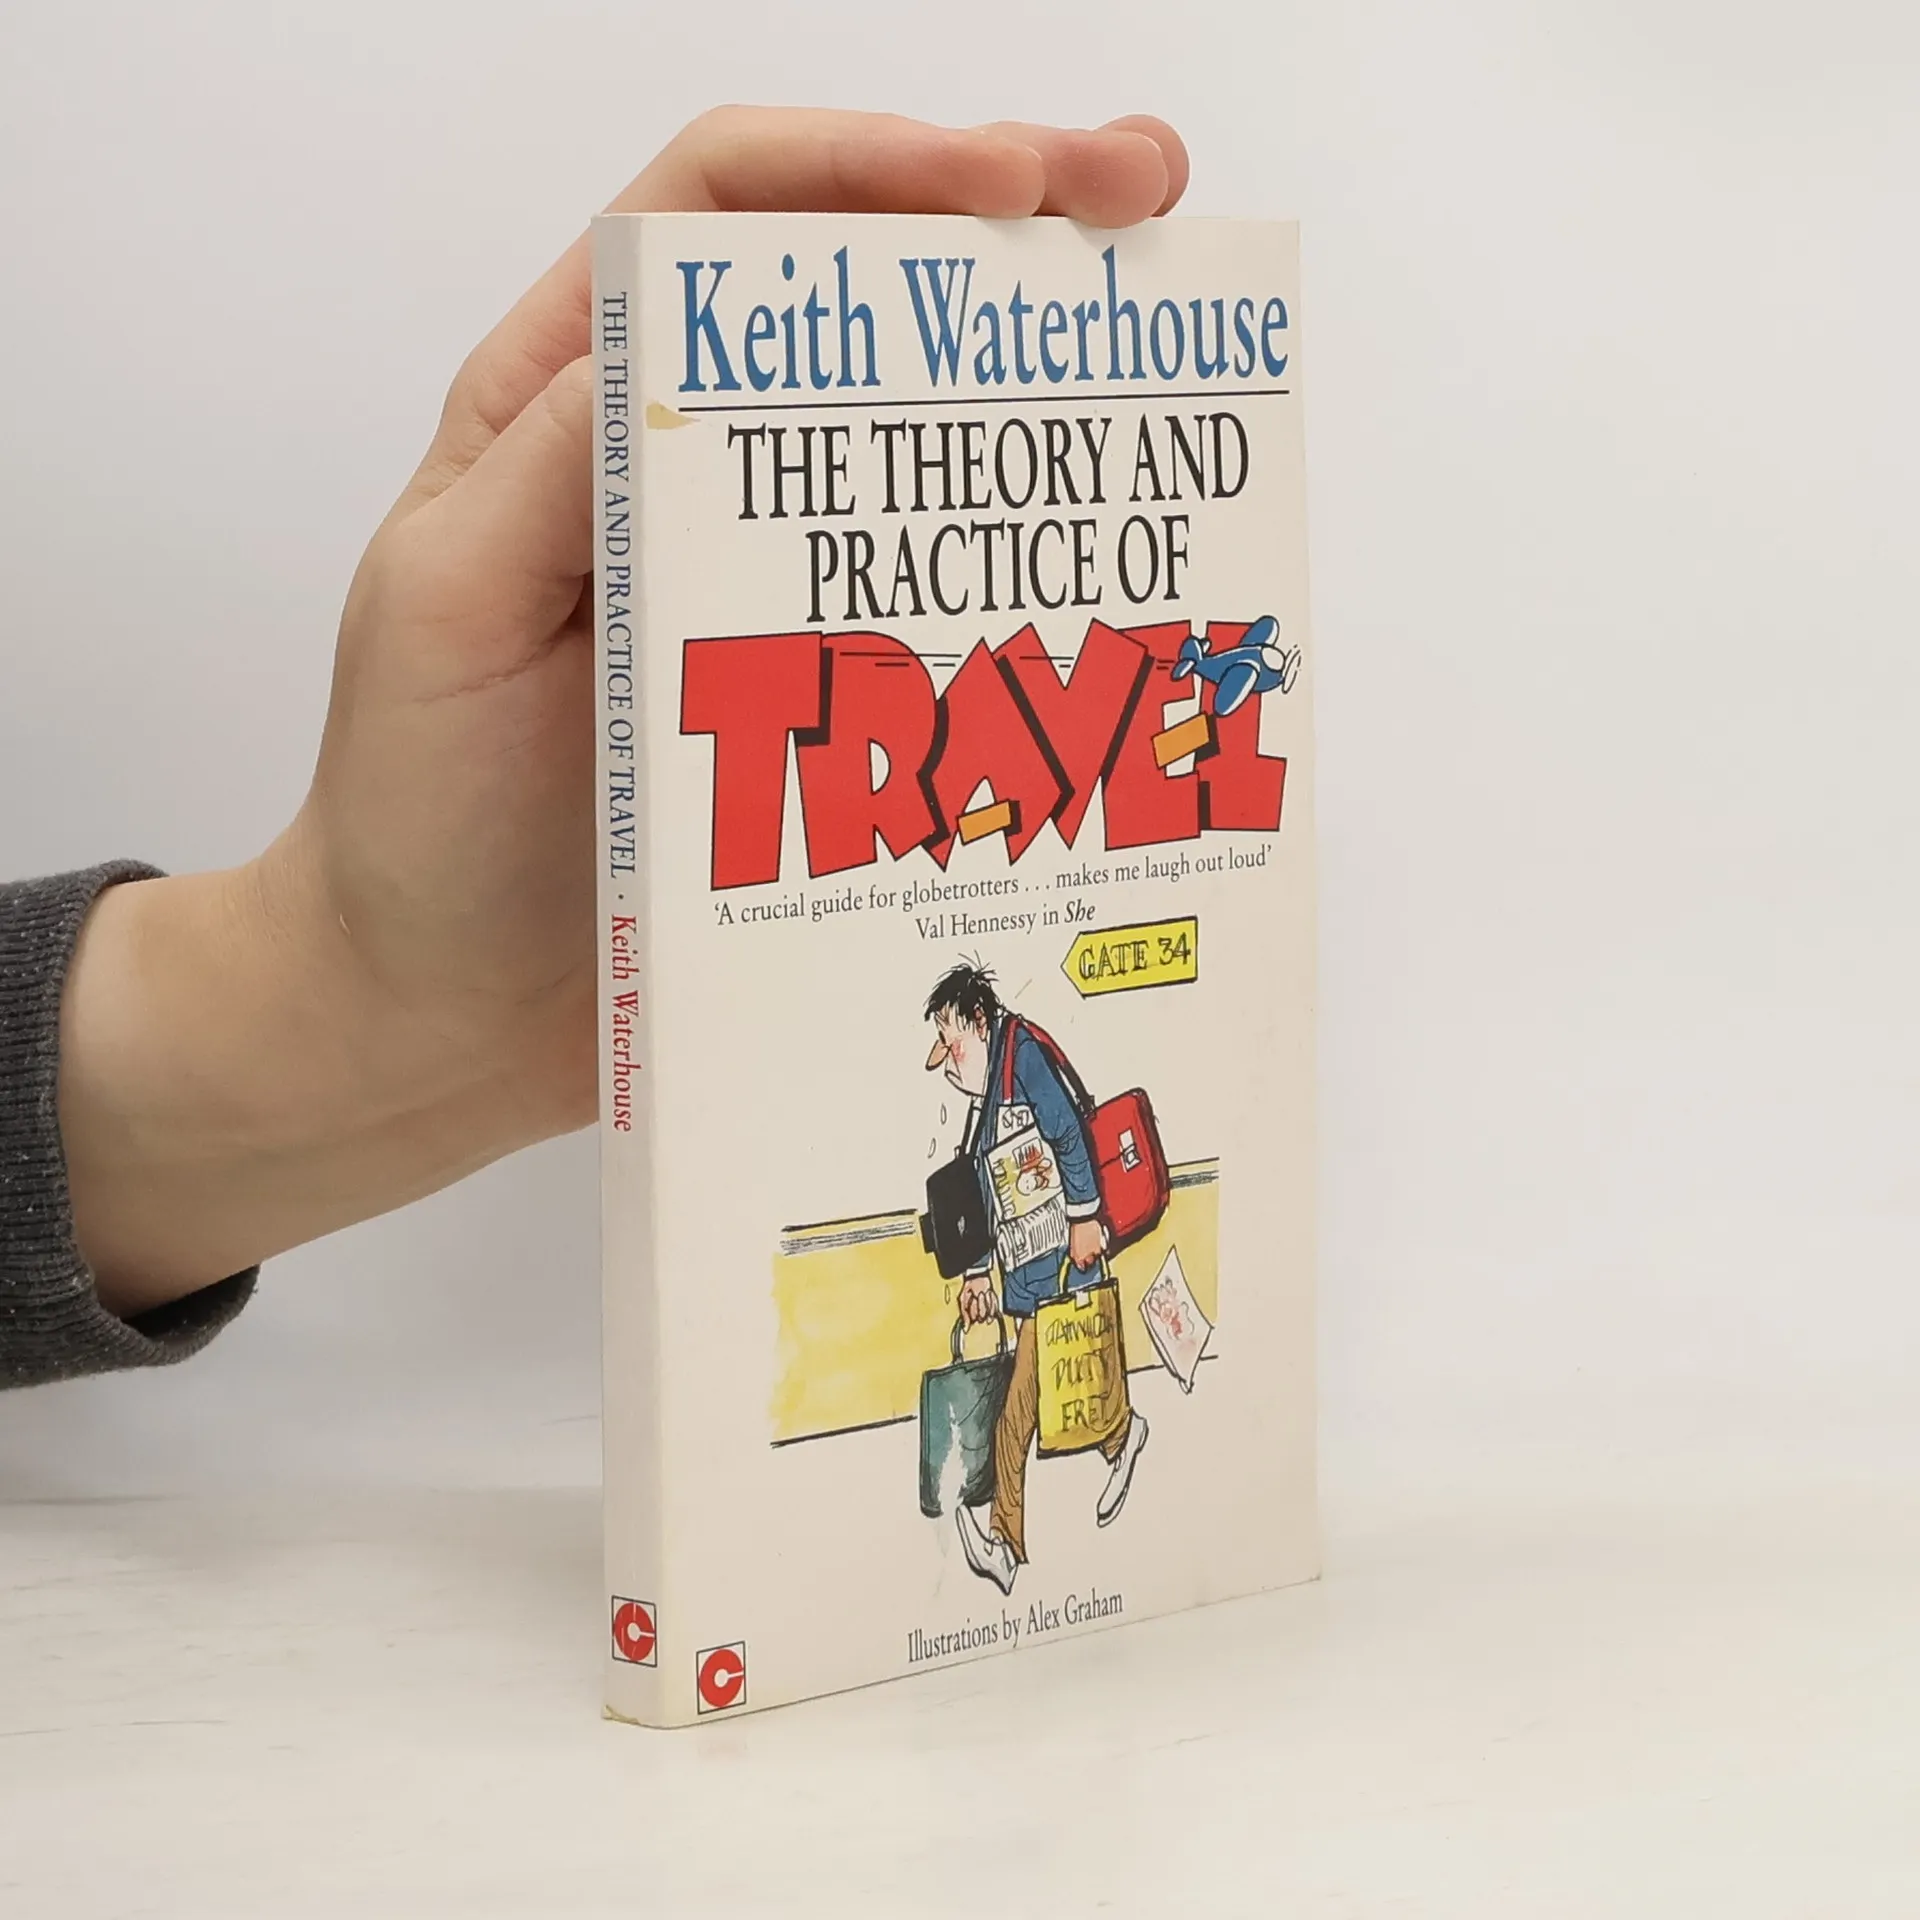 Keith Waterhouse
THE THEORY AND
PRACTICE OF
TRAVEL
‘A crucial guide for globetrotters . . . makes me laugh out loud’
Val Hennessy in She
GATE 34
DUTY
FREE
Illustrations by Alex Graham
THE THEORY AND PRACTICE OF TRAVEL · Keith Waterhouse